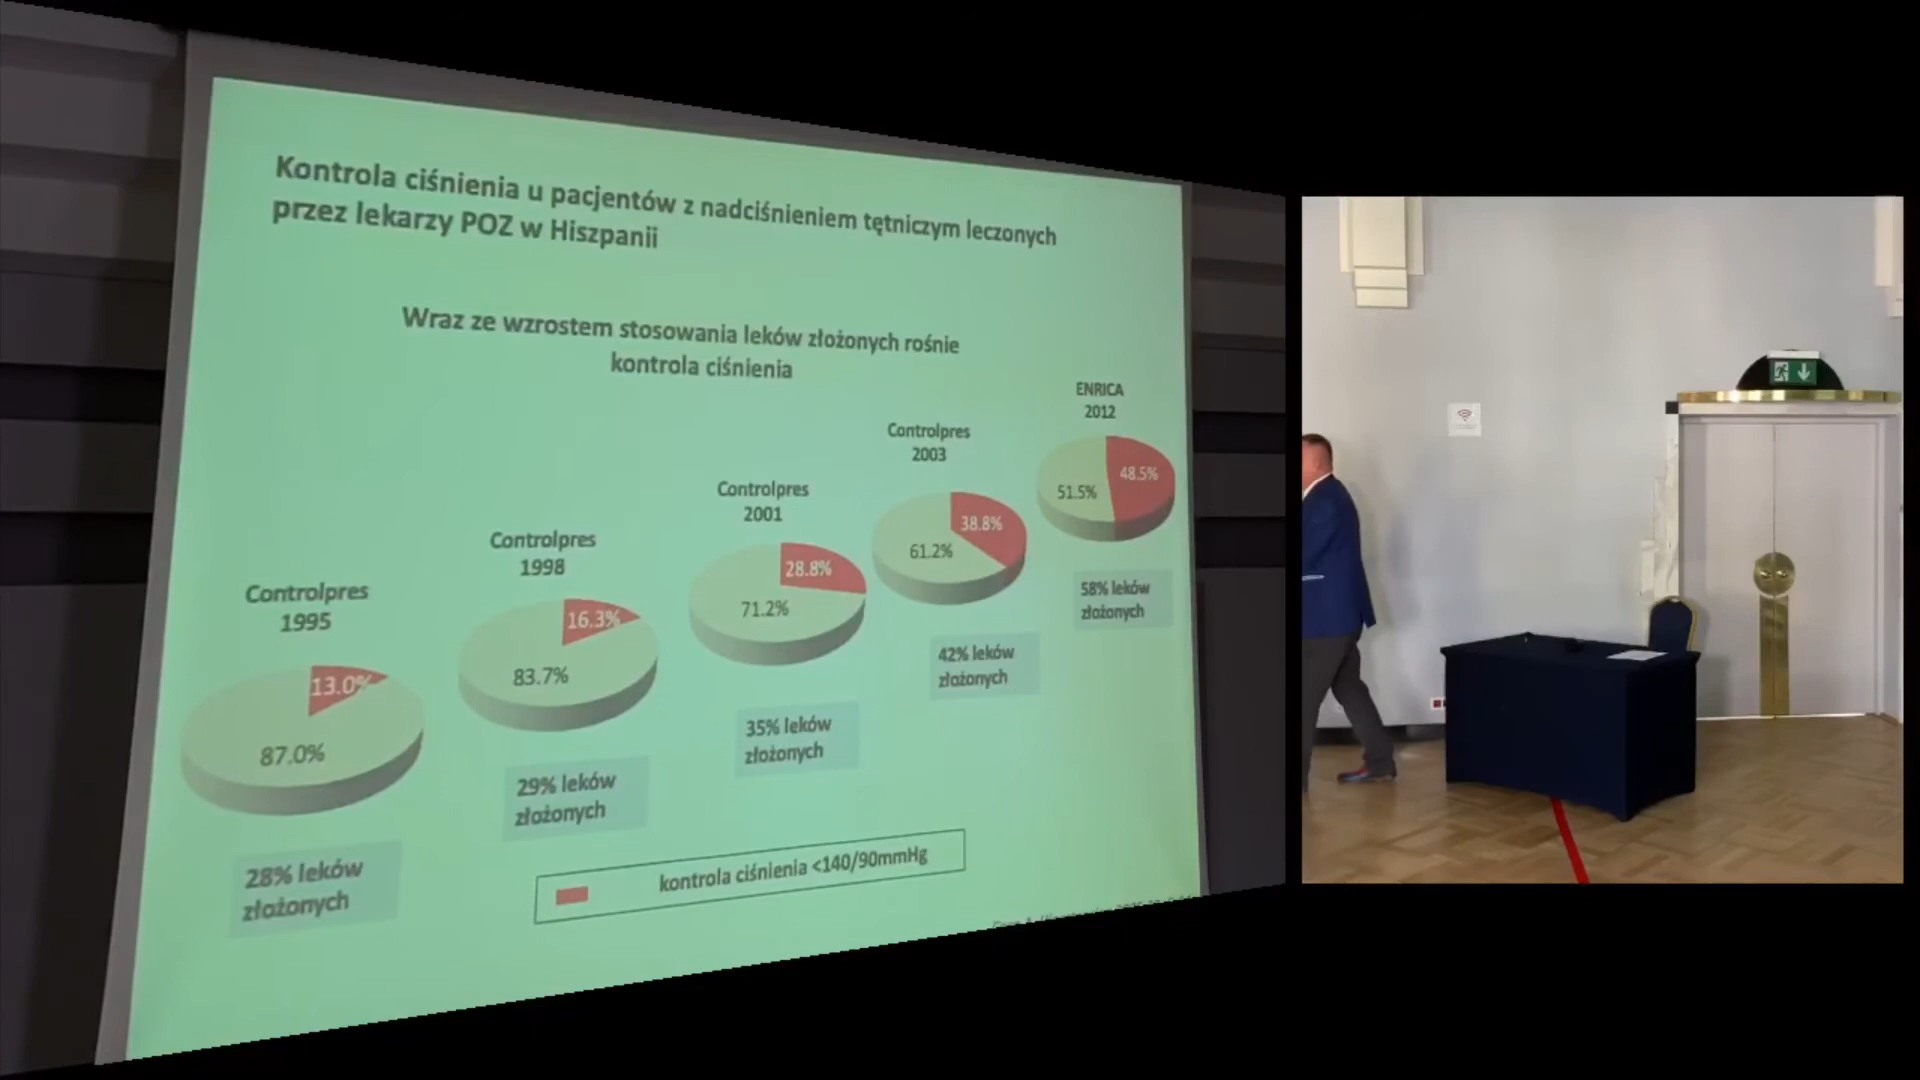 Kontrola ciśnienia u pacjentów z nadciśnieniem tętniczym leczonych
przez lekarzy POZ w Hiszpanii
Wraz ze wzrostem stosowania leków złożonych rośnie
kontrola ciśnienia
Controlpres
1995
13.0%
87.0%
28% leków
złożonych
Controlpres
1998
16.3%
83.7%
29% leków
złożonych
Controlpres
2001
28.8%
71.2%
35% leków
złożonych
Controlpres
2003
38.8%
61.2%
42% leków
złożonych
ENRICA
2012
48.5%
51.5%
58% leków
złożonych
kontrola ciśnienia <140/90mmHg